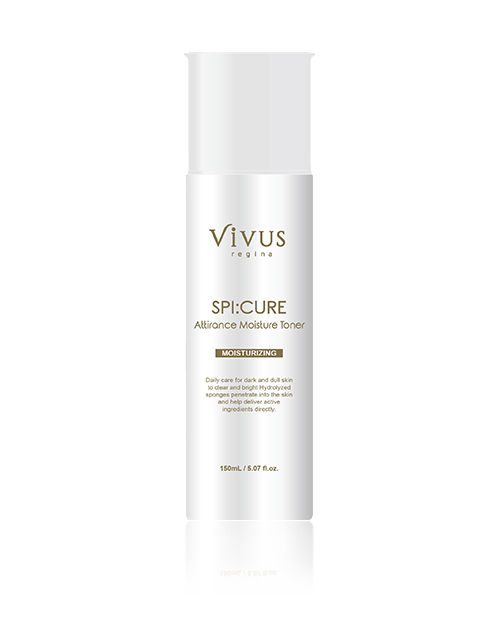 Vivus
regina
SPI:CURE
Attirance Moisture Toner
MOISTURIZING
Daily care for dark and dull skin
to clear and bright Hydrolyzed
sponges penetrate into the skin
and help deliver active
ingredients directly.
150mL / 5.07 fl.oz.